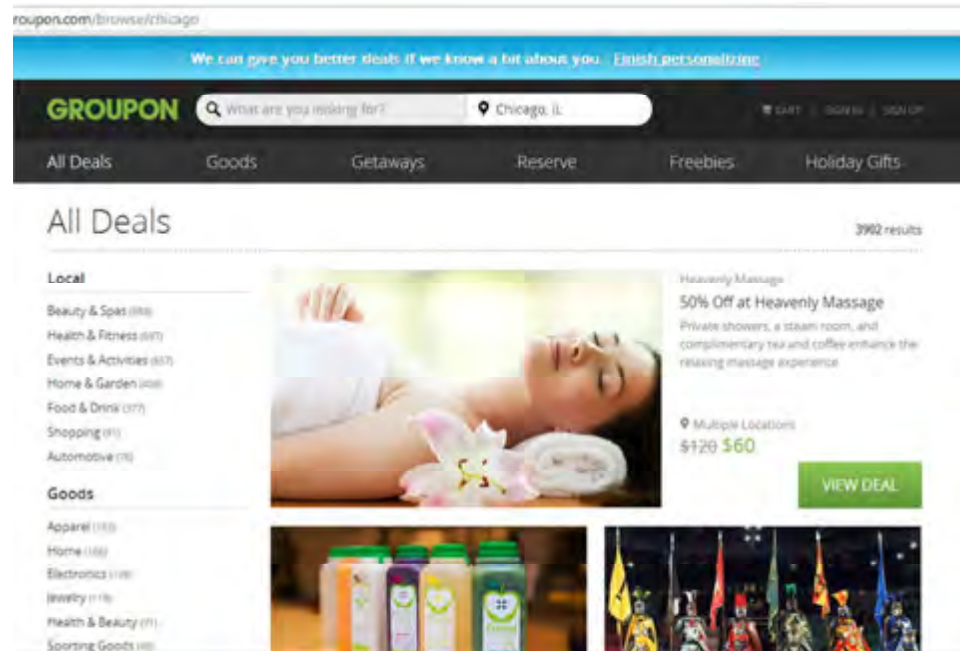 roupon.com/browse/chicago
We can give you better deals if we know a bit about you. Finish personalizing
GROUPON What are you looking for? Chicago, IL CART | SIGN IN | SIGN UP
All Deals Goods Getaways Reserve Freebies Holiday Gifts
All Deals 3902 results
Local
Beauty & Spas
Health & Fitness
Events & Activities
Home & Garden
Food & Drink
Shopping
Automotive
Heavenly Massage
50% Off at Heavenly Massage
Private showers, a steam room, and
complimentary tea and coffee enhance the
relaxing massage experience
Multiple Locations
$120 $60
VIEW DEAL
Goods
Apparel
Home
Electronics
Jewelry
Health & Beauty
Sporting Goods